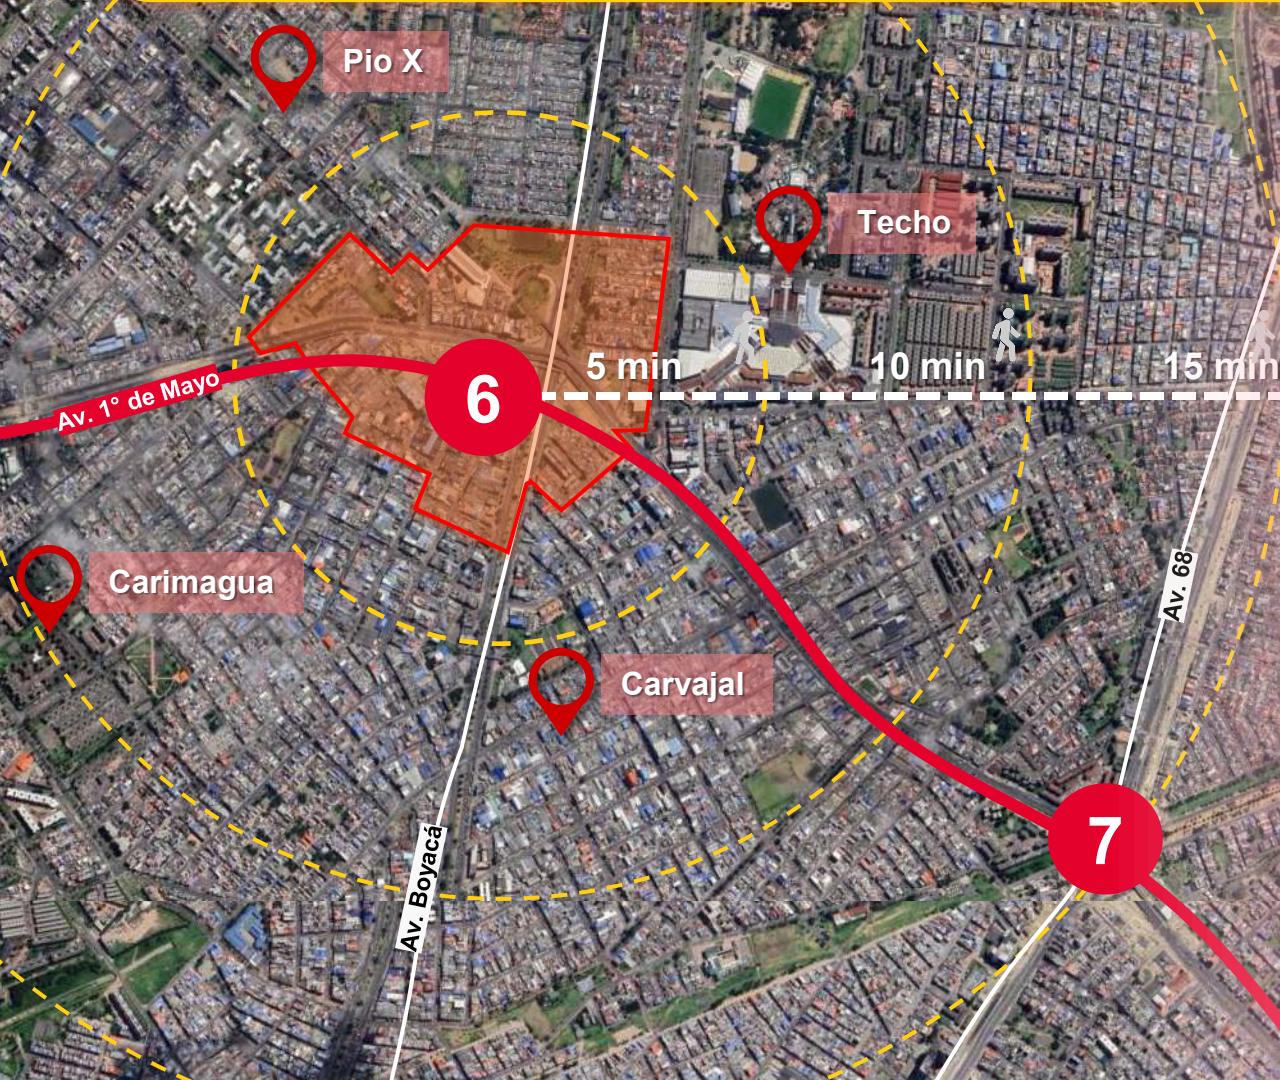 Pio X
Techo
5 min
10 min
15 min
Av. 1° de Mayo
6
Carimagua
Av. 68
Carvajal
7
Av. Boyacá